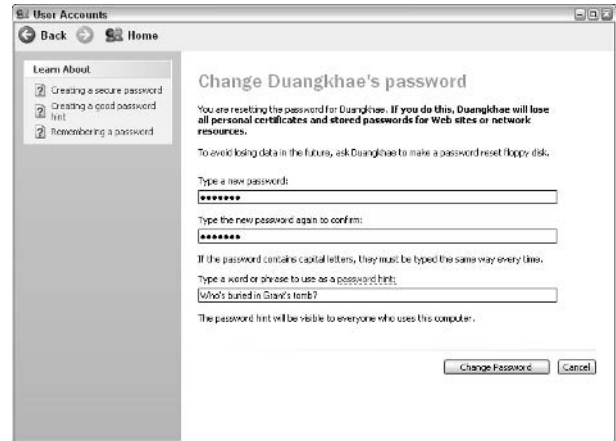 User Accounts
Back Home
Learn About
Creating a secure password
Creating a good password
hint
Remembering a password
Change Duangkhae's password
You are resetting the password for Duangkhae. If you do this, Duangkhae will lose
all personal certificates and stored passwords for Web sites or network
resources.
To avoid losing data in the future, ask Duangkhae to make a password reset floppy disk.
Type a new password:
•••••••
Type the new password again to confirm:
•••••••
If the password contains capital letters, they must be typed the same way every time.
Type a word or phrase to use as a password hint:
Who's buried in Grant's tomb?
The password hint will be visible to everyone who uses this computer.
Change Password Cancel